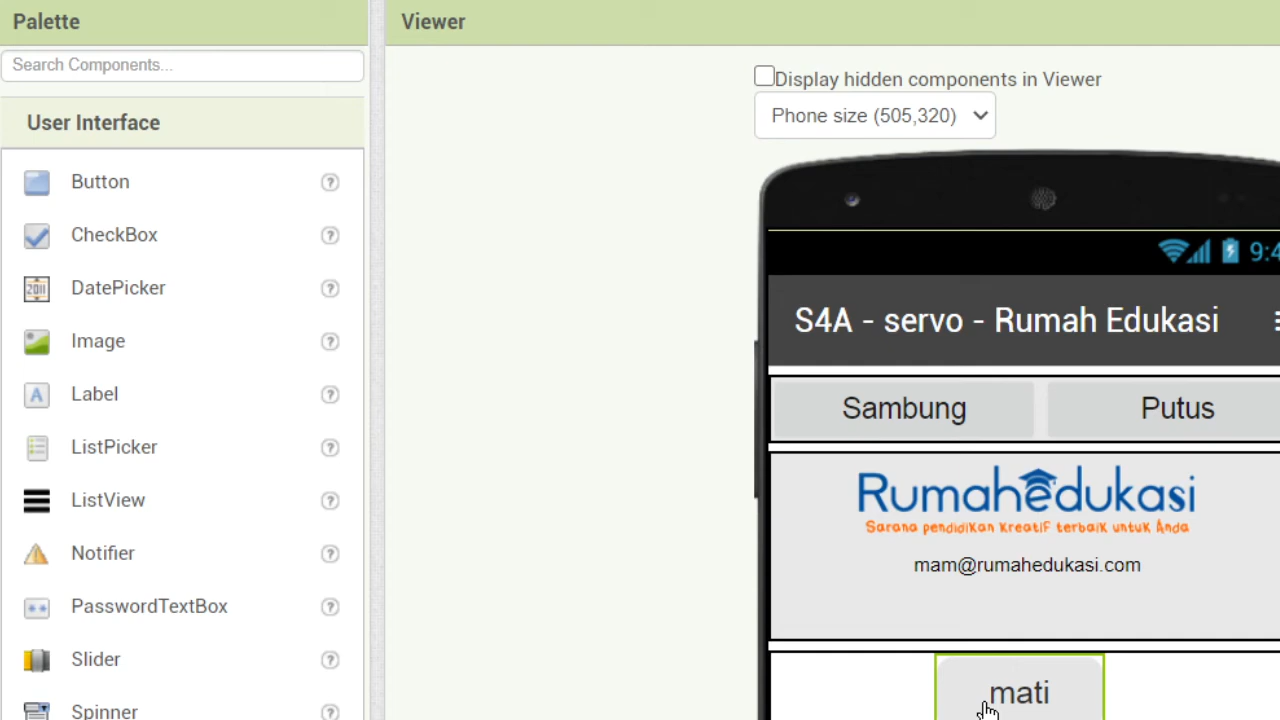 Palette
Viewer
Search Components...
Display hidden components in Viewer
Phone size (505,320)
User Interface
Button
CheckBox
DatePicker
Image
Label
ListPicker
ListView
Notifier
PasswordTextBox
Slider
Spinner
S4A - servo - Rumah Edukasi
Sambung
Putus
Rumahedukasi
Sarana pendidikan kreatif terbaik untuk Anda
mam@rumahedukasi.com
mati